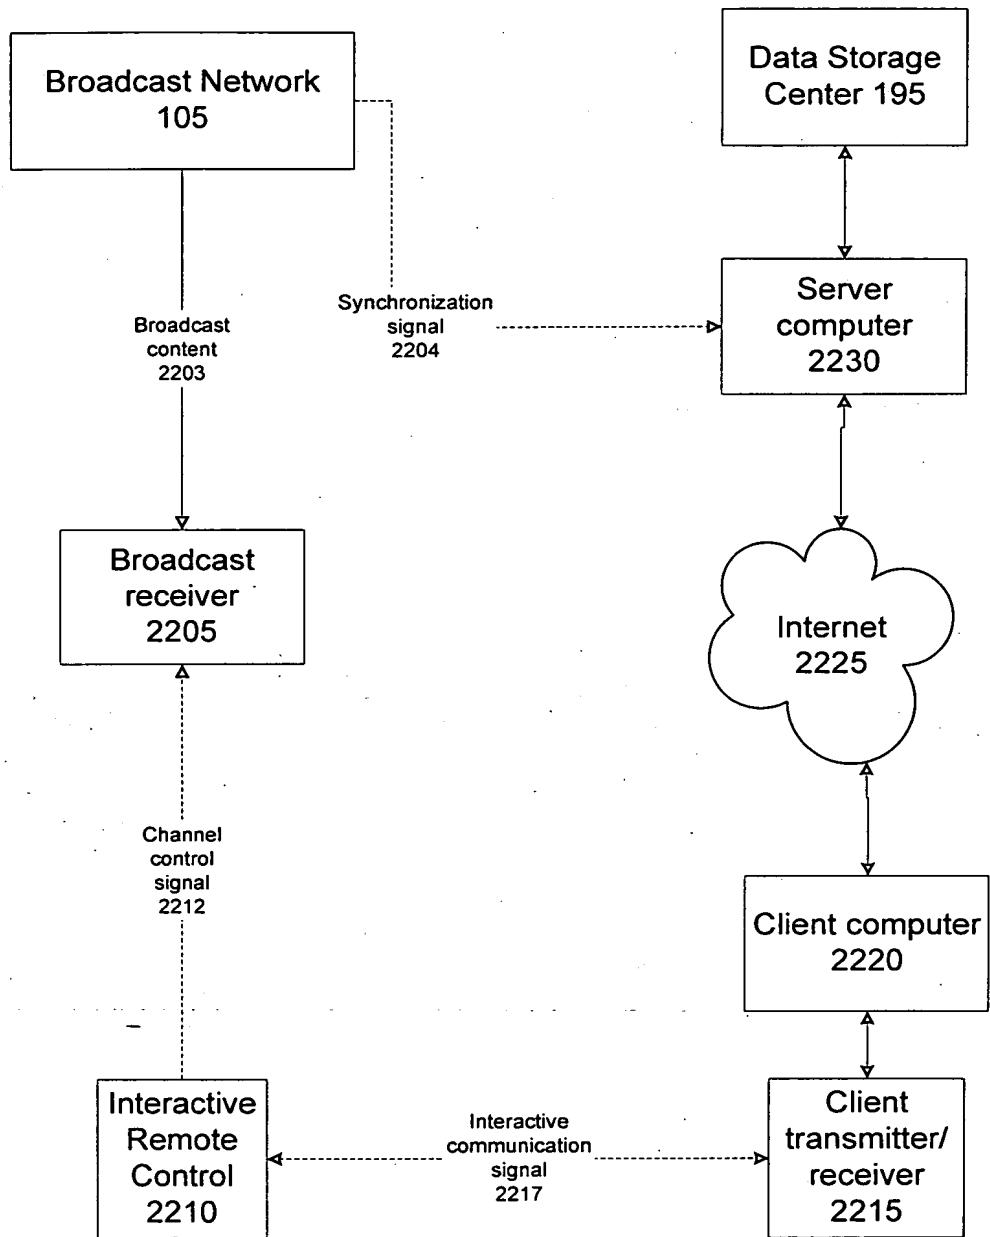 Broadcast Network
105
Data Storage
Center 195
Server
computer
2230
Synchronization
signal
2204
Broadcast
content
2203
Broadcast
receiver
2205
Internet
2225
Channel
control
signal
2212
Client computer
2220
Interactive
Remote
Control
2210
Interactive
communication
signal
2217
Client
transmitter/
receiver
2215